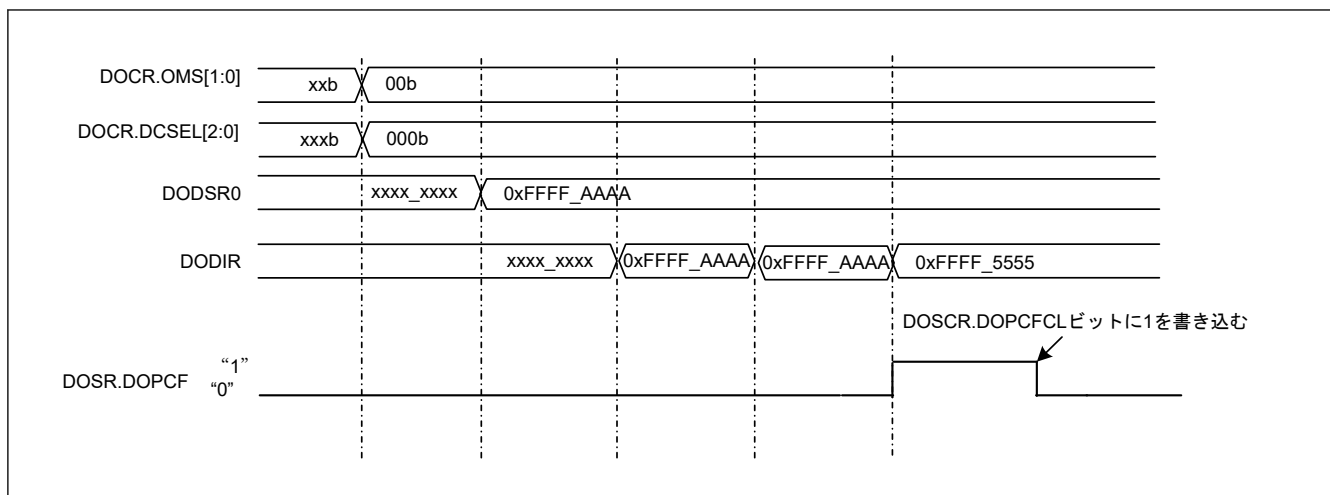 DOCR.OMS[1:0] xxb 00b
DOCR.DCSEL[2:0] xxxb 000b
DODSR0 xxxx_xxxx 0xFFFF_AAAA
DODIR xxxx_xxxx 0xFFFF_AAAA 0xFFFF_AAAA 0xFFFF_5555
DOSCR.DOPCFCLビットに1を書き込む
“1”
DOSR.DOPCF “0”